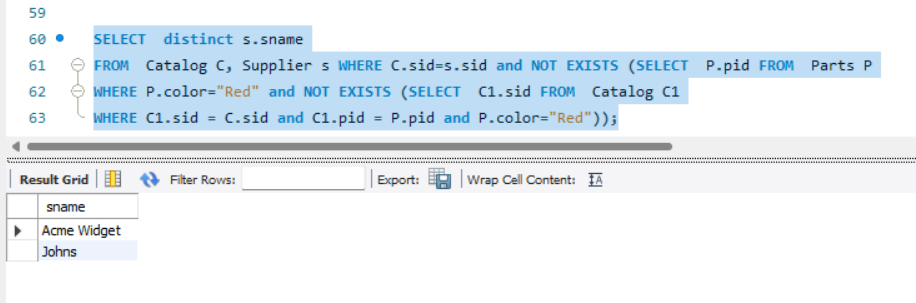 59
60 SELECT distinct s.sname
61 FROM Catalog C, Supplier s WHERE C.sid=s.sid and NOT EXISTS (SELECT P.pid FROM Parts P
62 WHERE P.color="Red" and NOT EXISTS (SELECT C1.sid FROM Catalog C1
63 WHERE C1.sid = C.sid and C1.pid = P.pid and P.color="Red"));
Result Grid Filter Rows: Export: Wrap Cell Content: IA
sname
Acme Widget
Johns